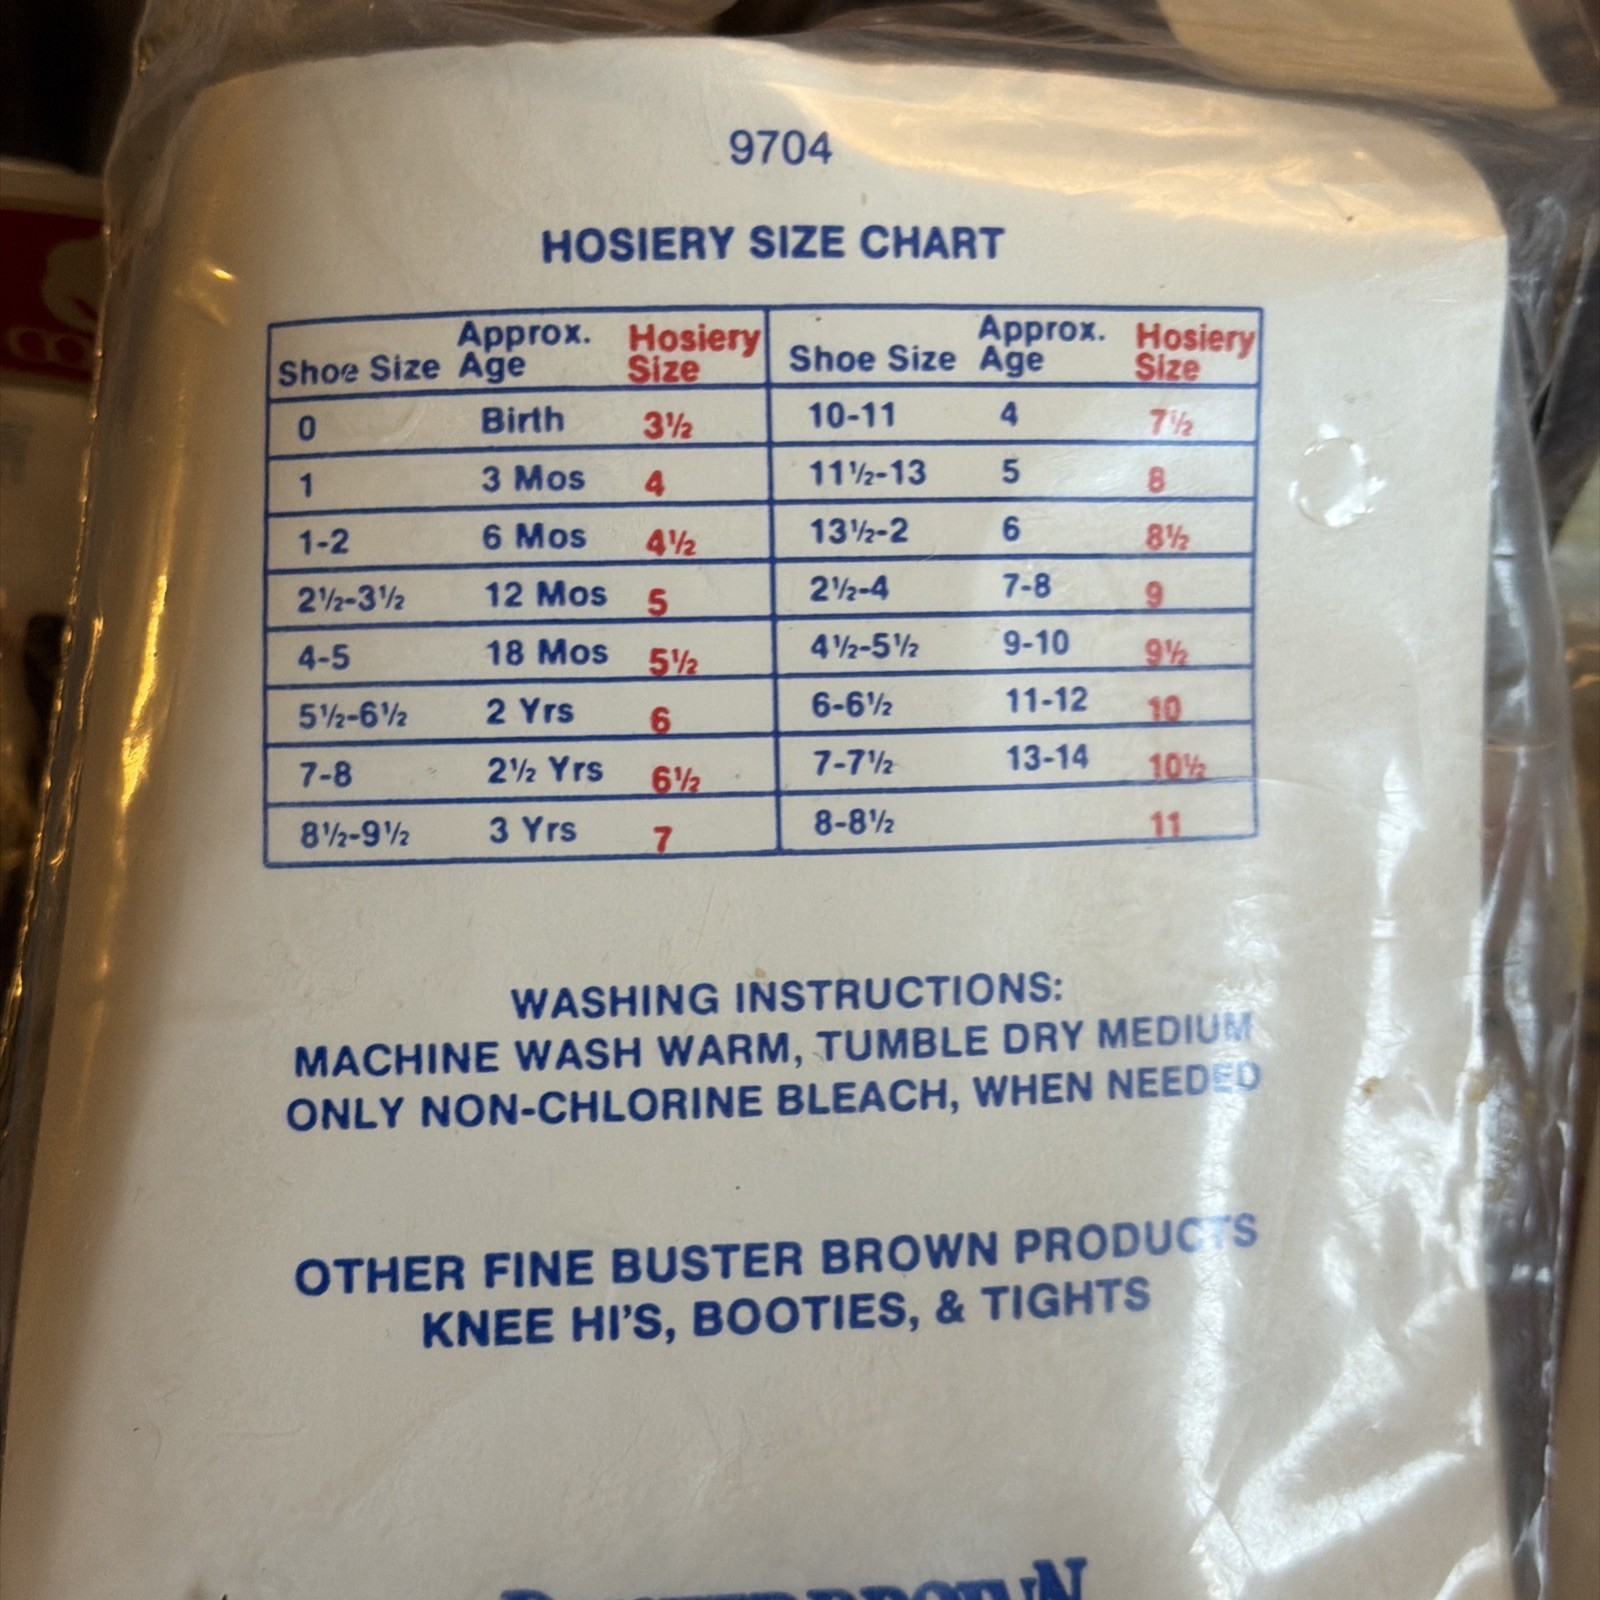 9704
HOSIERY SIZE CHART
Shoe Size Approx. Age Hosiery Size Shoe Size Approx. Age Hosiery Size
0 Birth 3½ 10-11 4 7½
1 3 Mos 4 11½-13 5 8
1-2 6 Mos 4½ 13½-2 6 8½
2½-3½ 12 Mos 5 2½-4 7-8 9
4-5 18 Mos 5½ 4½-5½ 9-10 9½
5½-6½ 2 Yrs 6 6-6½ 11-12 10
7-8 2½ Yrs 6½ 7-7½ 13-14 10½
8½-9½ 3 Yrs 7 8-8½ 11
WASHING INSTRUCTIONS:
MACHINE WASH WARM, TUMBLE DRY MEDIUM
ONLY NON-CHLORINE BLEACH, WHEN NEEDED
OTHER FINE BUSTER BROWN PRODUCTS
KNEE HI'S, BOOTIES, & TIGHTS